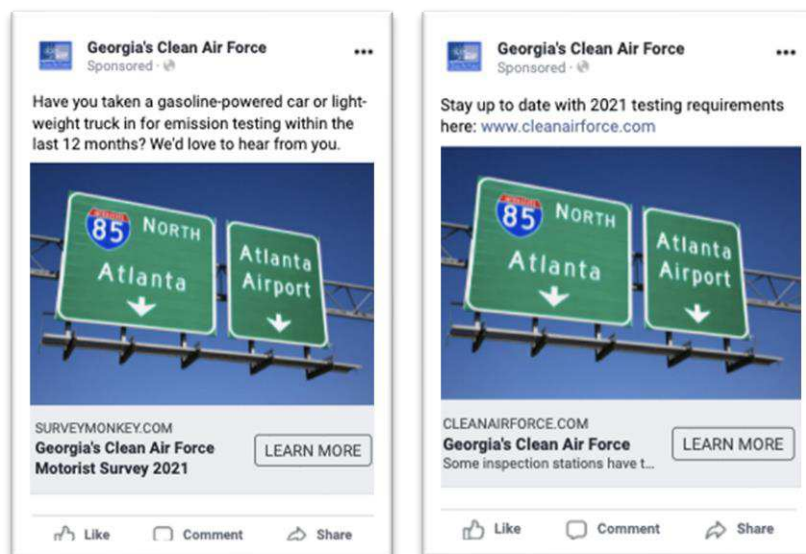 Georgia's Clean Air Force
Sponsored ·
Have you taken a gasoline-powered car or light-
weight truck in for emission testing within the
last 12 months? We'd love to hear from you.
85
NORTH
Atlanta
Atlanta
Airport
SURVEYMONKEY.COM
Georgia's Clean Air Force
Motorist Survey 2021
LEARN MORE
Like
Comment
Share
Georgia's Clean Air Force
Sponsored ·
Stay up to date with 2021 testing requirements
here: www.cleanairforce.com
85
NORTH
Atlanta
Atlanta
Airport
CLEANAIRFORCE.COM
Georgia's Clean Air Force
Some inspection stations have t...
LEARN MORE
Like
Comment
Share